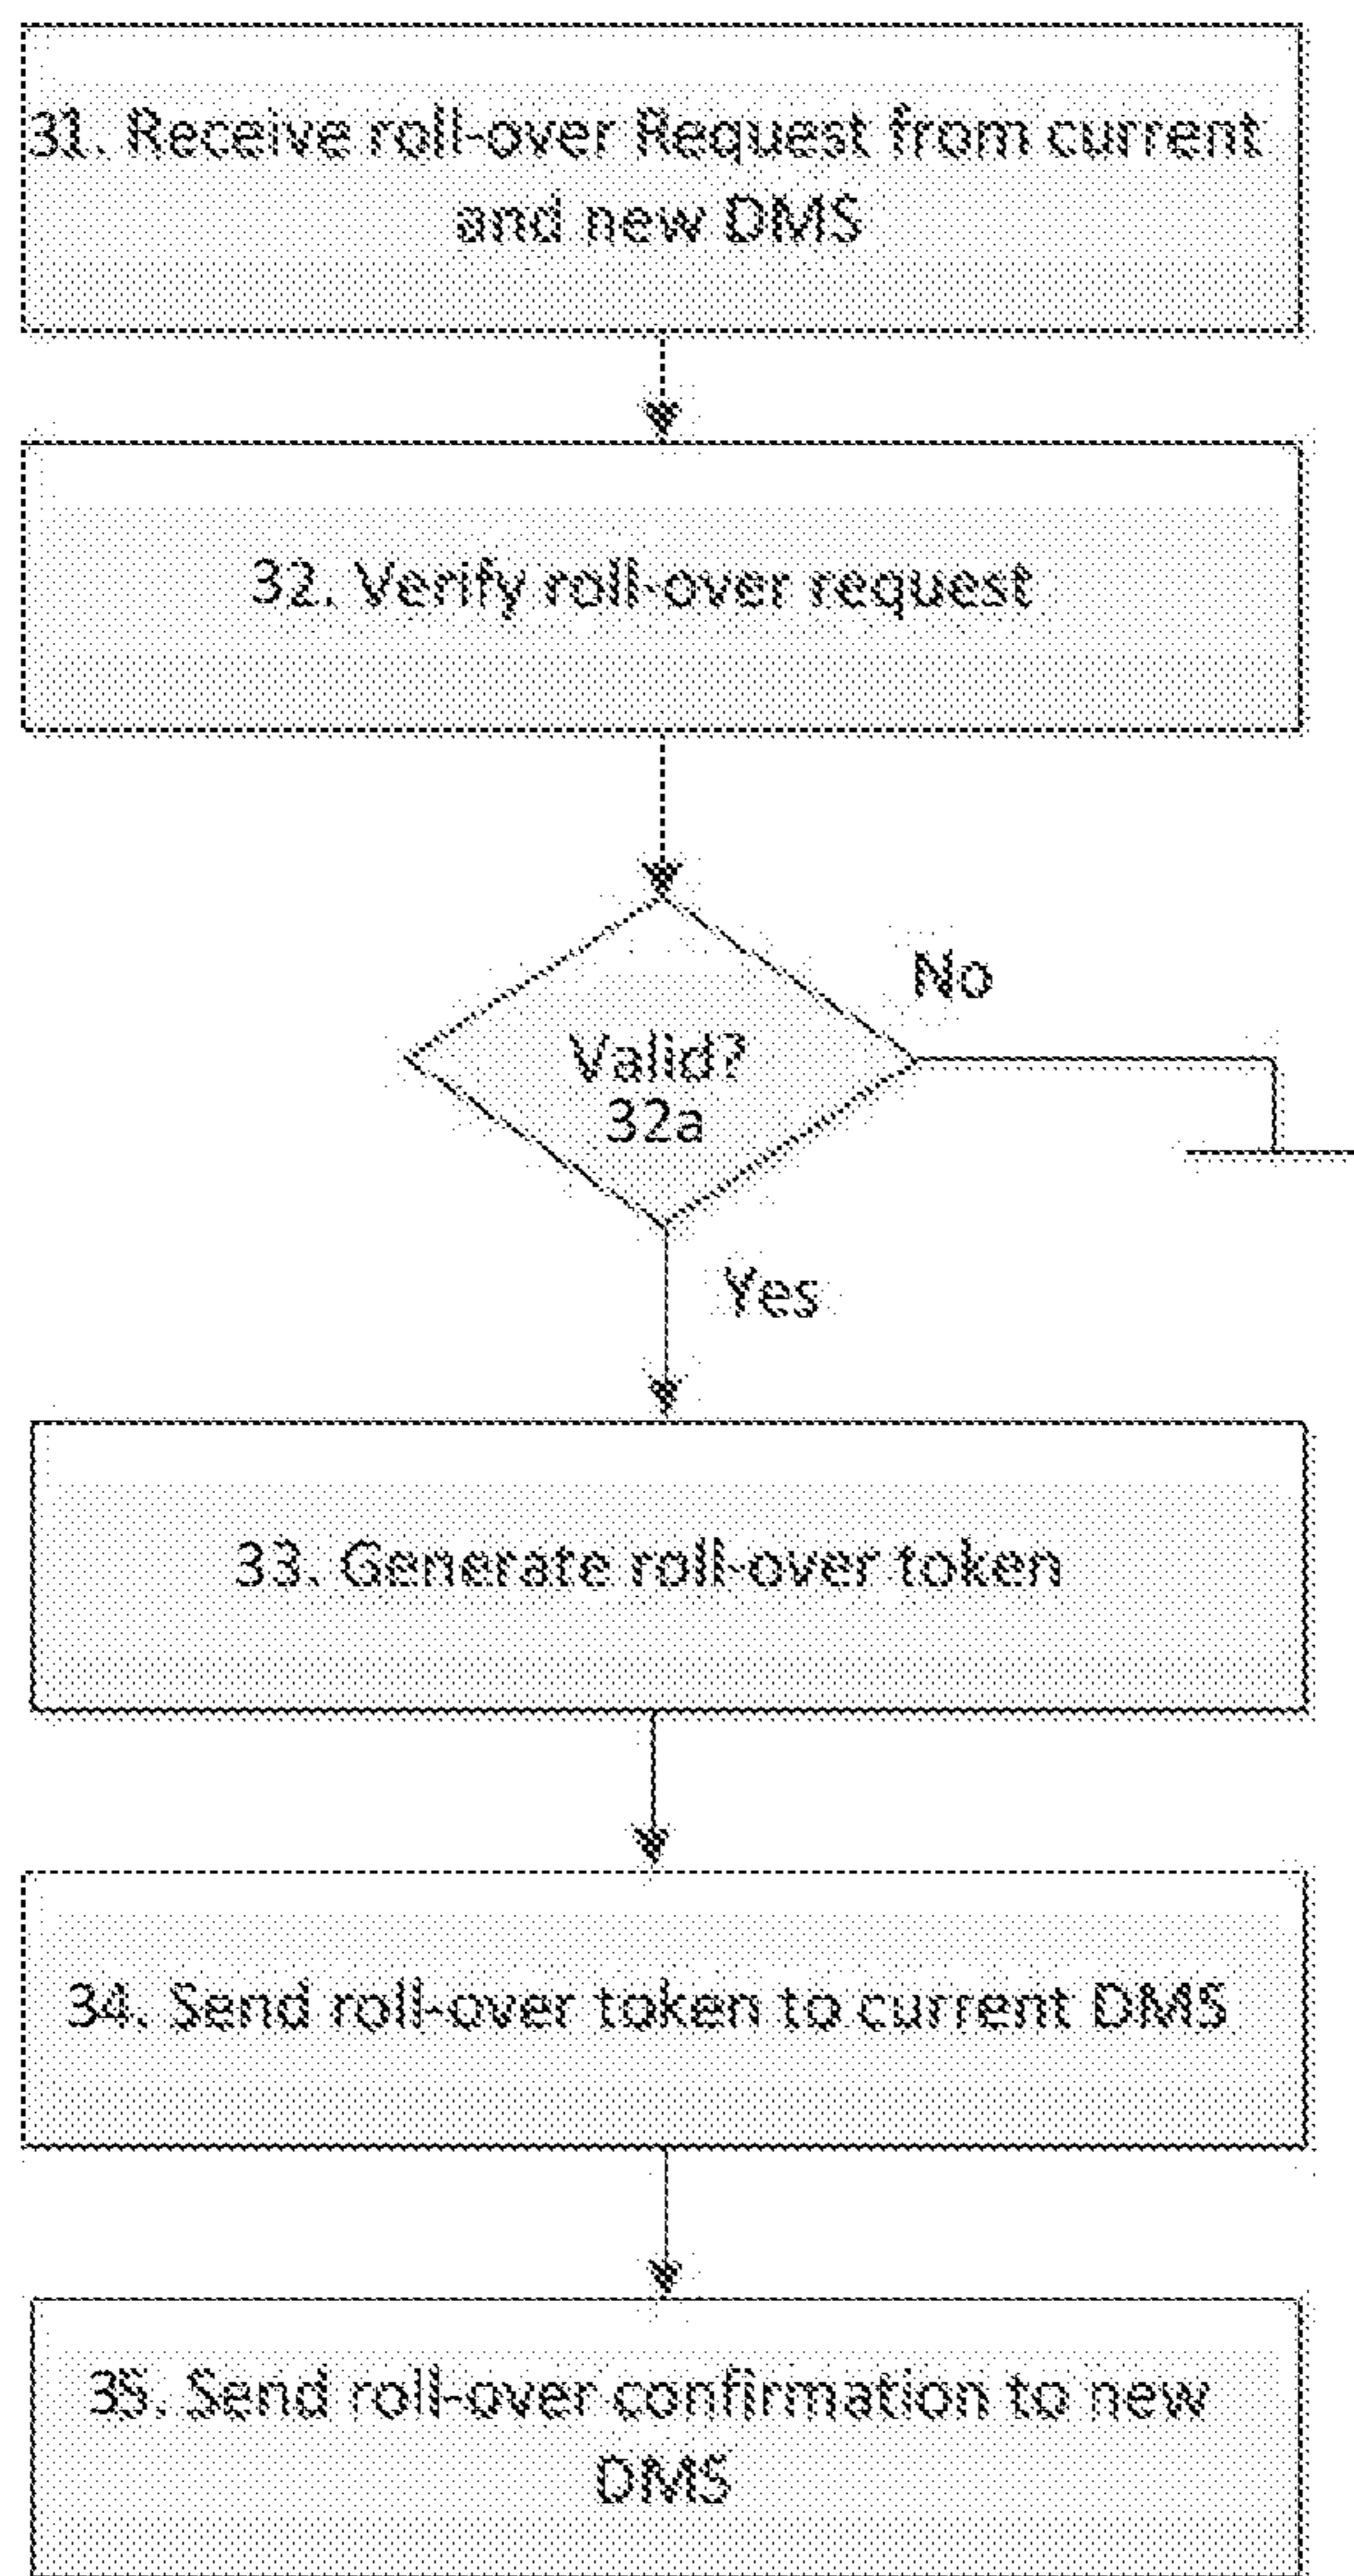 31. Receive roll-over Request from current
and new DMS
32. Verify roll-over request
No
Valid?
32a
Yes
33. Generate roll-over token
34. Send roll-over token to current DMS
35. Send roll-over confirmation to new
DMS